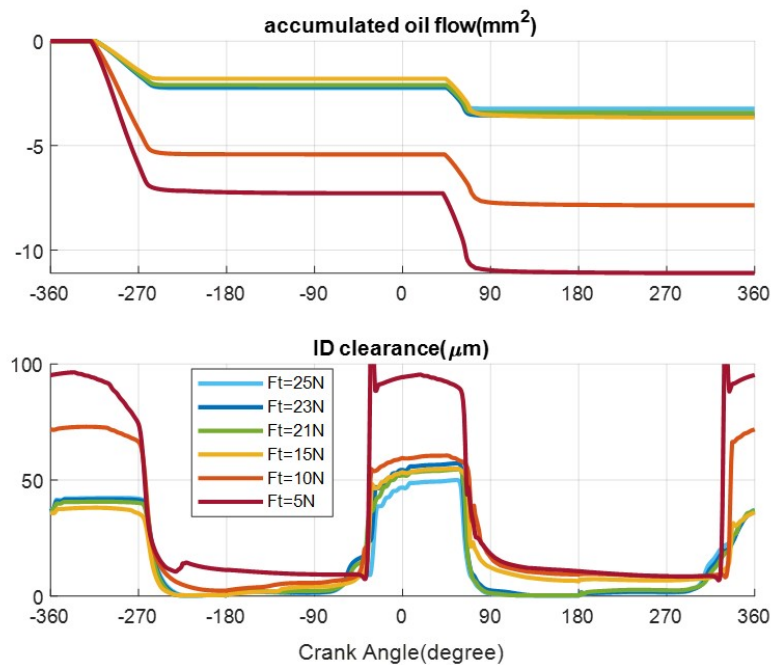 accumulated oil flow(mm²)
0
-5
-10
-360 -270 -180 -90 0 90 180 270 360
ID clearance(μm)
100
50
0
Ft=25N
Ft=23N
Ft=21N
Ft=15N
Ft=10N
Ft=5N
-360 -270 -180 -90 0 90 180 270 360
Crank Angle(degree)